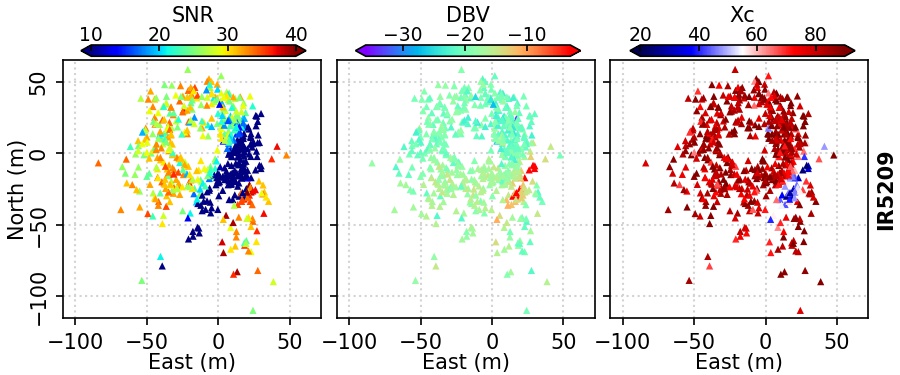 SNR DBV Xc
10 20 30 40 −30 −20 −10 20 40 60 80
North (m)
50
0
−50
−100
IR5209
−100 −50 0 50 −100 −50 0 50 −100 −50 0 50
East (m) East (m) East (m)